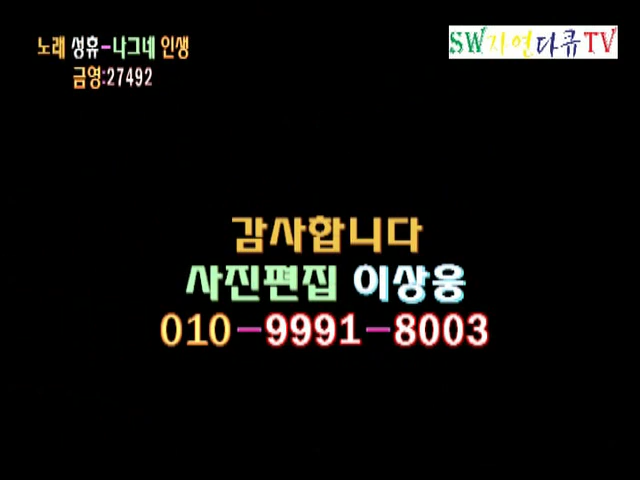 노래 성휴-나그네 인생
금영:27492
SW자연다큐TV
감사합니다
사진편집 이상웅
010-9991-8003